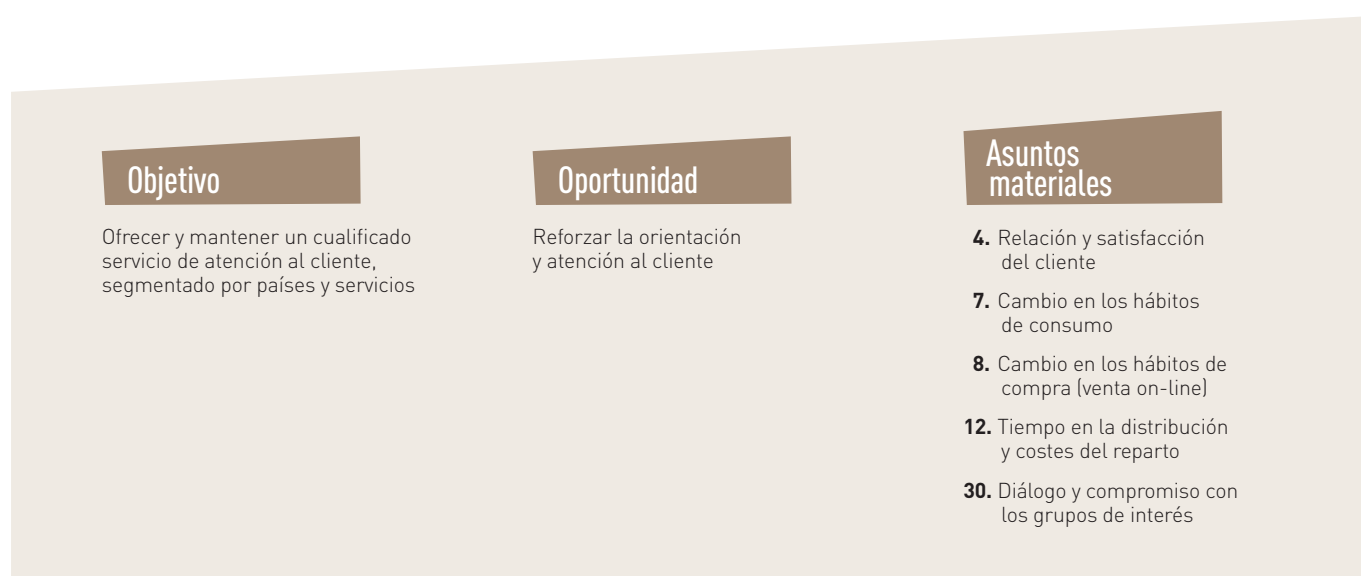 Objetivo
Ofrecer y mantener un cualificado
servicio de atención al cliente,
segmentado por países y servicios
Oportunidad
Reforzar la orientación
y atención al cliente
Asuntos
materiales
4. Relación y satisfacción
del cliente
7. Cambio en los hábitos
de consumo
8. Cambio en los hábitos de
compra (venta on-line)
12. Tiempo en la distribución
y costes del reparto
30. Diálogo y compromiso con
los grupos de interés